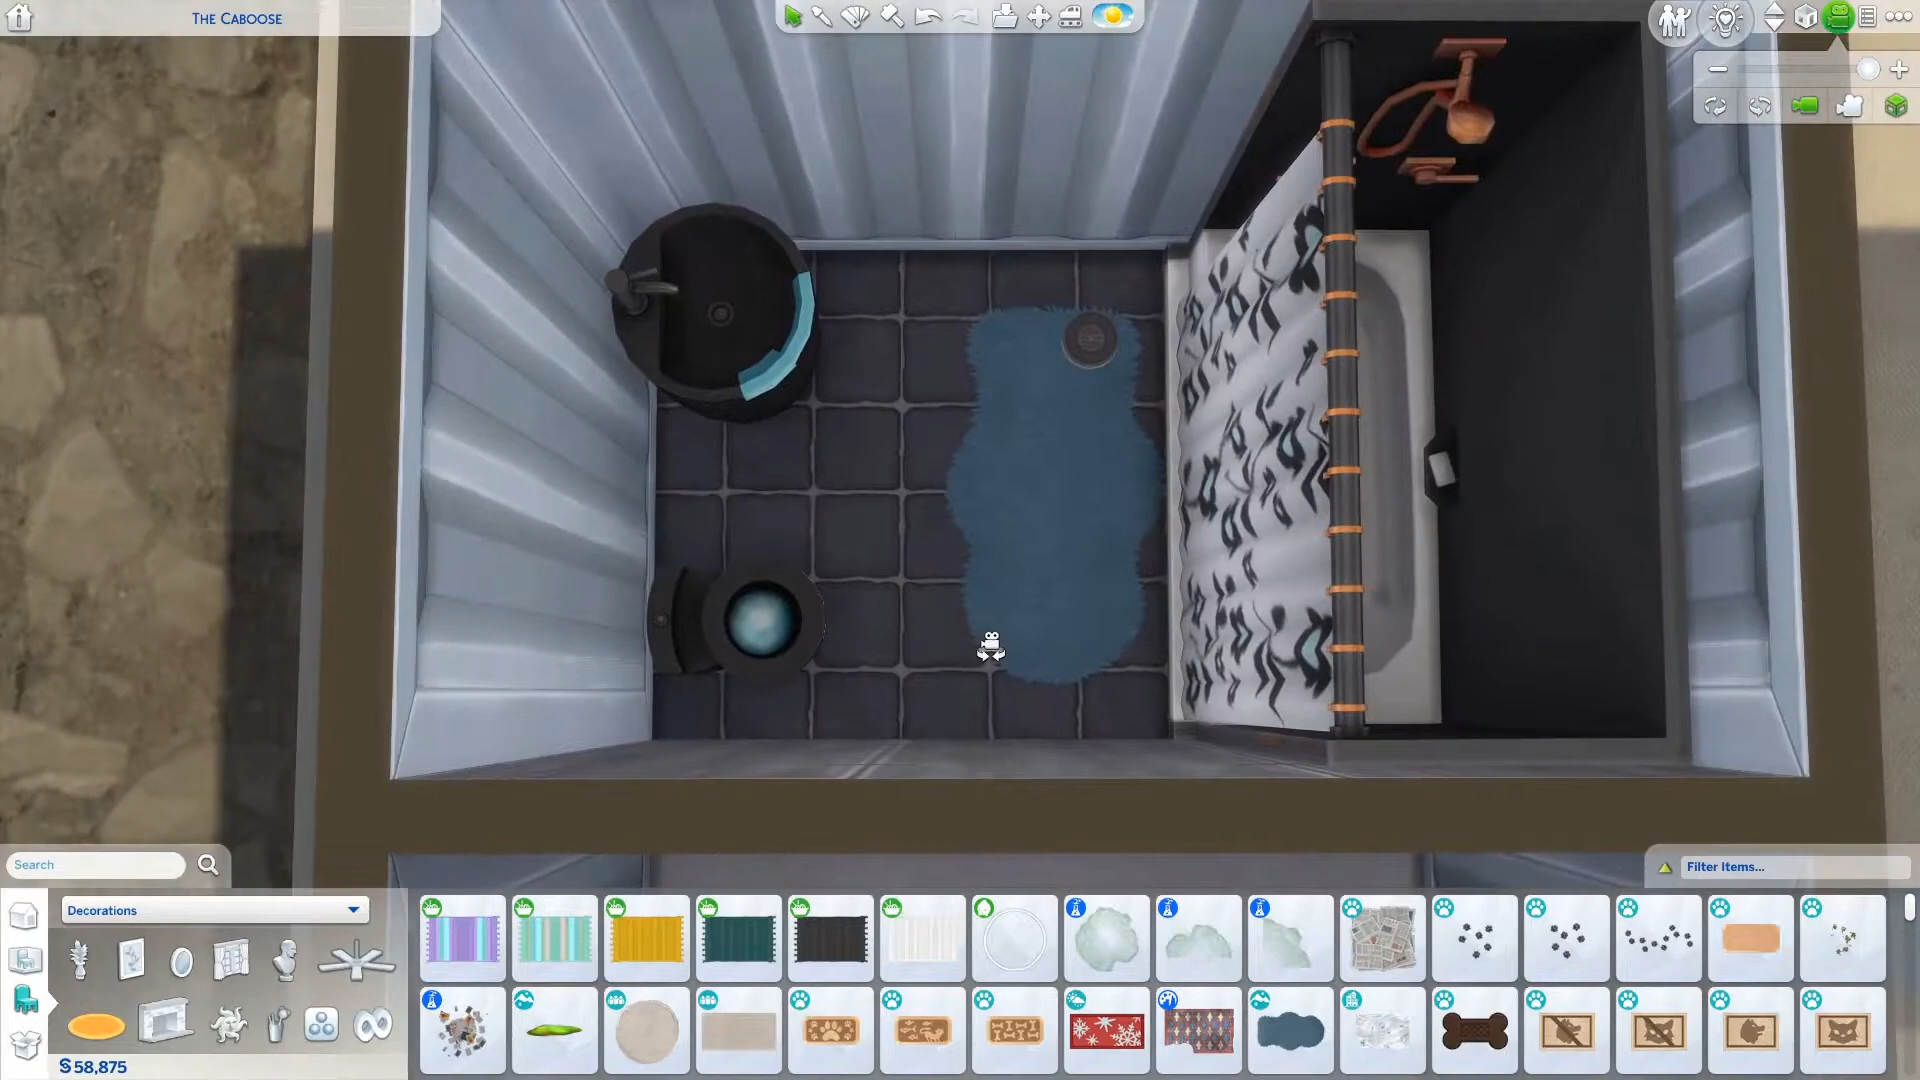 THE CABOOSE
Search
Filter Items...
Decorations
§58,875